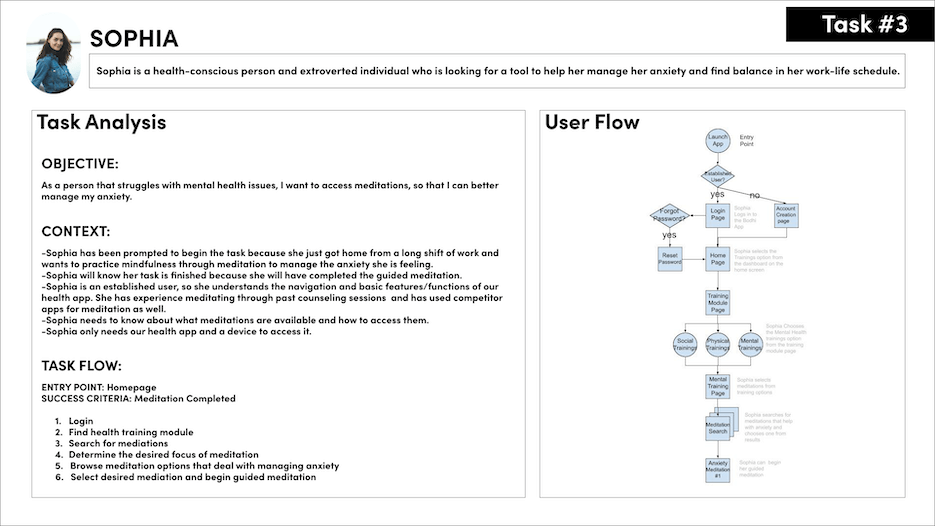 Task #3
SOPHIA
Sophia is a health-conscious person and extroverted individual who is looking for a tool to help her manage her anxiety and find balance in her work-life schedule.
Task Analysis
OBJECTIVE:
As a person that struggles with mental health issues, I want to access meditations, so that I can better
manage my anxiety.
CONTEXT:
-Sophia has been prompted to begin the task because she just got home from a long shift of work and
wants to practice mindfulness through meditation to manage the anxiety she is feeling.
-Sophia will know her task is finished because she will have completed the guided meditation.
-Sophia is an established user, so she understands the navigation and basic features/functions of our
health app. She has experience meditating through past counseling sessions and has used competitor
apps for meditation as well.
-Sophia needs to know about what meditations are available and how to access them.
-Sophia only needs our health app and a device to access it.
TASK FLOW:
ENTRY POINT: Homepage
SUCCESS CRITERIA: Meditation Completed
1. Login
2. Find health training module
3. Search for mediations
4. Determine the desired focus of meditation
5. Browse meditation options that deal with managing anxiety
6. Select desired mediation and begin guided meditation
User Flow
Launch
App
Entry
Point
Established
User?
yes
no
Forgot
Password?
Login
Page
Sophia
Logs in to
the
App
Account
Creation
page
yes
Reset
Password
Home
Page
Sophia selects the
Trainings option from
the dashboard on the
home screen
Training
Module
Page
Social
Trainings
Physical
Trainings
Mental
Trainings
Sophia Chooses
the Mental Health
trainings option
from the training
module page
Mental
Training
Page
Sophia selects
meditations from
training options
Meditation
Search
Sophia searches for
meditations that help
with anxiety and
chooses one from
results
Anxiety
Meditation
#1
Sophia can begin
her guided
meditation